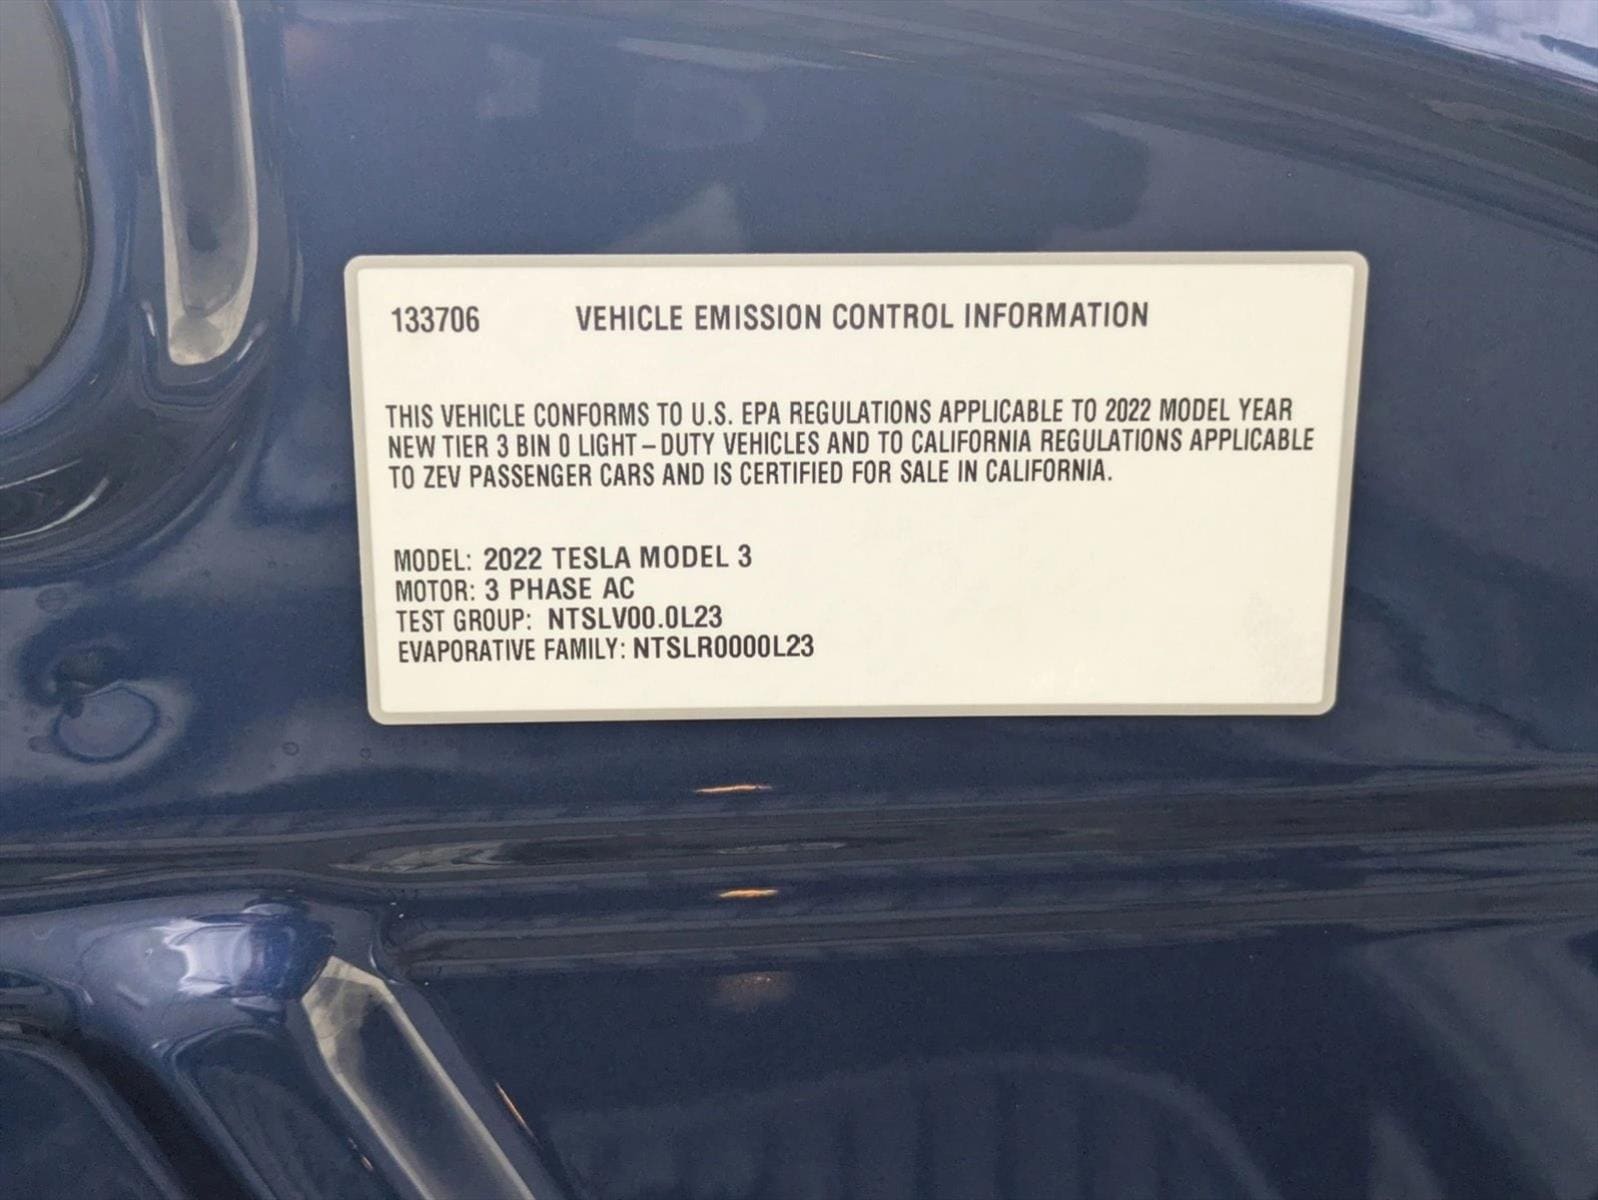 133706 VEHICLE EMISSION CONTROL INFORMATION
THIS VEHICLE CONFORMS TO U.S. EPA REGULATIONS APPLICABLE TO 2022 MODEL YEAR
NEW TIER 3 BIN 0 LIGHT–DUTY VEHICLES AND TO CALIFORNIA REGULATIONS APPLICABLE
TO ZEV PASSENGER CARS AND IS CERTIFIED FOR SALE IN CALIFORNIA.
MODEL: 2022 TESLA MODEL 3
MOTOR: 3 PHASE AC
TEST GROUP: NTSLV00.0L23
EVAPORATIVE FAMILY: NTSLR0000L23